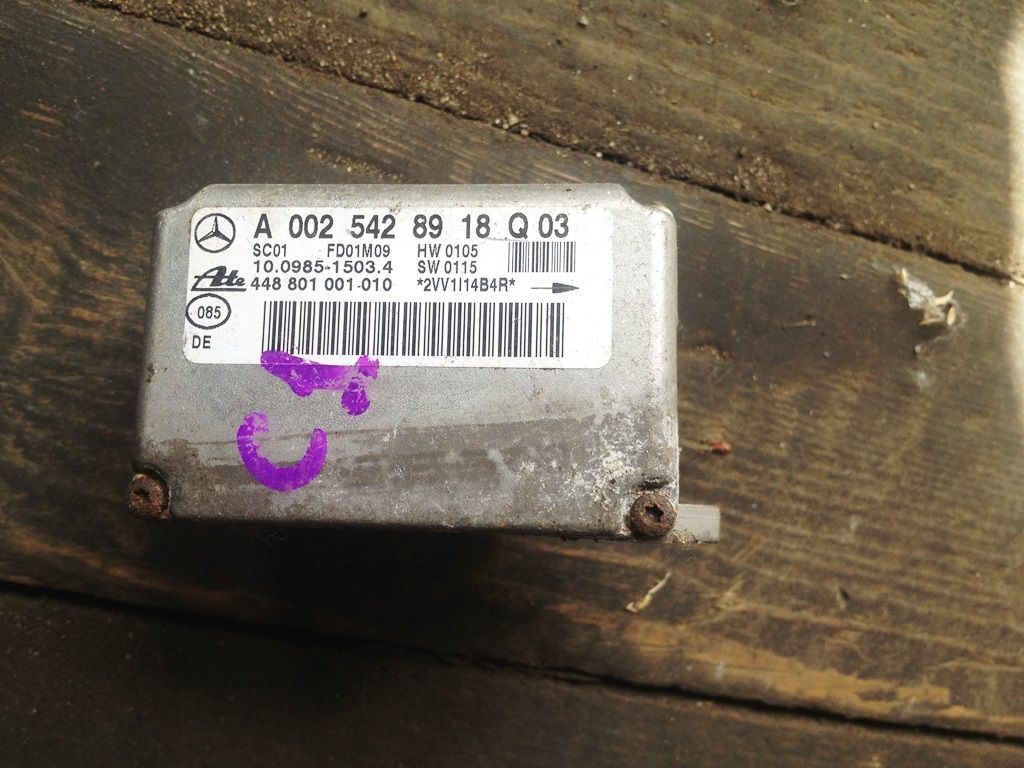 A 002 542 89 18 Q 03
SC01 FD01M09 HW 0105
10.0985-1503.4 SW 0115
Ate 448 801 001-010 *2VV1I14B4R*
085
DE